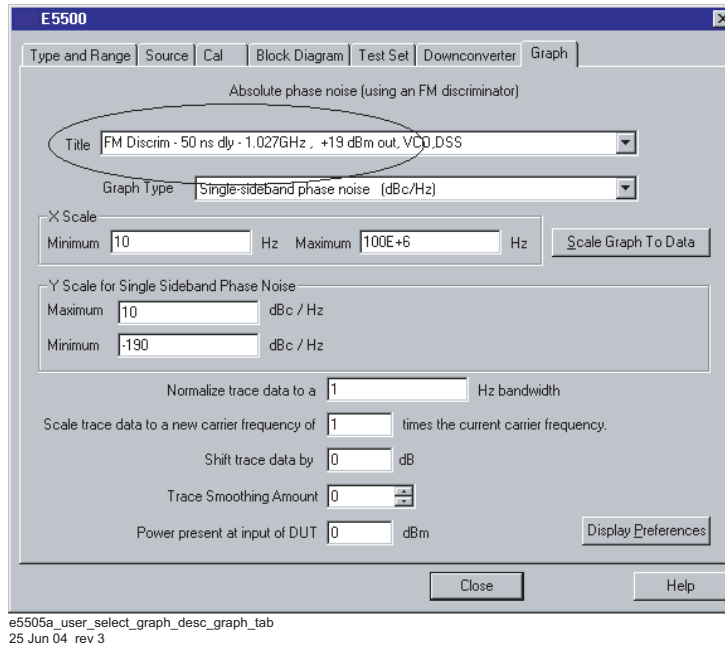 E5500
Type and Range Source Cal Block Diagram Test Set Downconverter Graph
Absolute phase noise (using an FM discriminator)
Title FM Discrim - 50 ns dly - 1.027GHz , +19 dBm out, VCO,DSS
Graph Type Single-sideband phase noise (dBc/Hz)
X Scale
Minimum 10 Hz Maximum 100E+6 Hz Scale Graph To Data
Y Scale for Single Sideband Phase Noise
Maximum 10 dBc / Hz
Minimum -190 dBc / Hz
Normalize trace data to a 1 Hz bandwidth
Scale trace data to a new carrier frequency of 1 times the current carrier frequency.
Shift trace data by 0 dB
Trace Smoothing Amount 0
Power present at input of DUT 0 dBm Display Preferences
Close Help
e5505a_user_select_graph_desc_graph_tab
25 Jun 04 rev 3